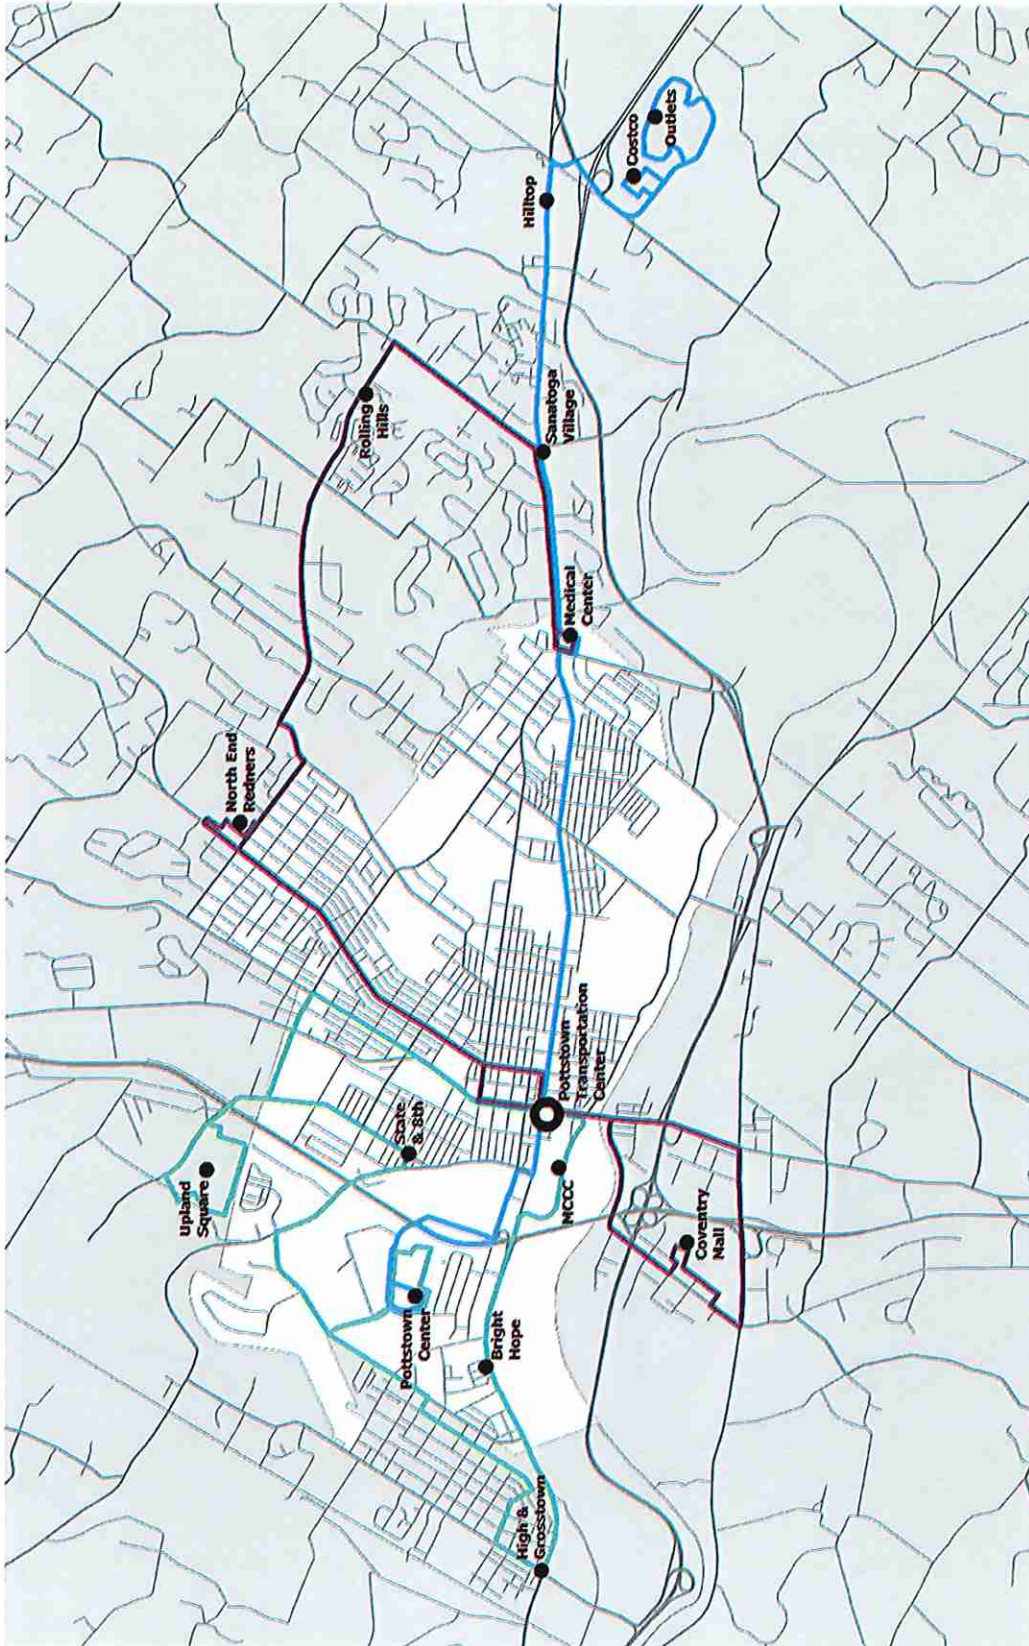 Upland
Square
State
& 8th
North End
Redners
Rolling
Hills
Pottstown
Center
Bright
Hope
High &
Grosstown
MCCC
Pottstown
Transportation
Center
Medical
Center
Sanatoga
Village
Hilltop
Costco
Outlets
Coventry
Mall